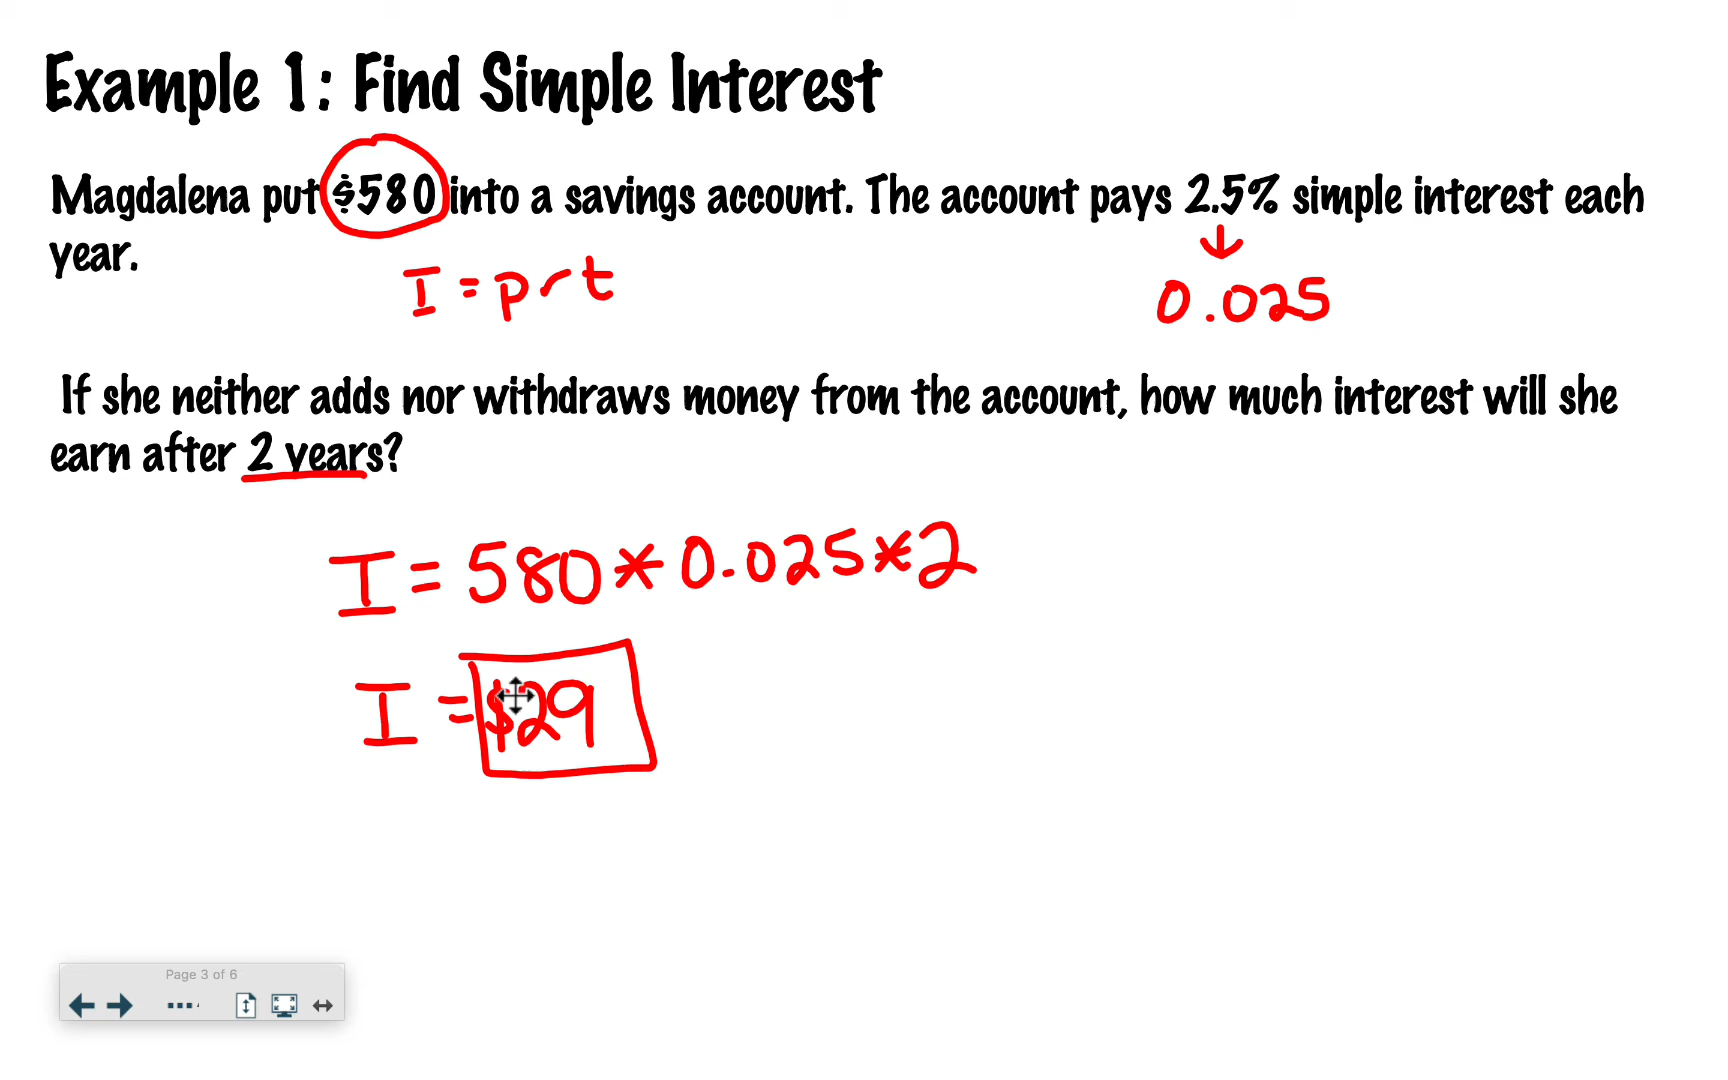 Example 1: Find Simple Interest
Magdalena put $580 into a savings account. The account pays 2.5% simple interest each
year.
I = prt
0.025
If she neither adds nor withdraws money from the account, how much interest will she
earn after 2 years?
I = 580 * 0.025 * 2
I = $29
Page 3 of 6